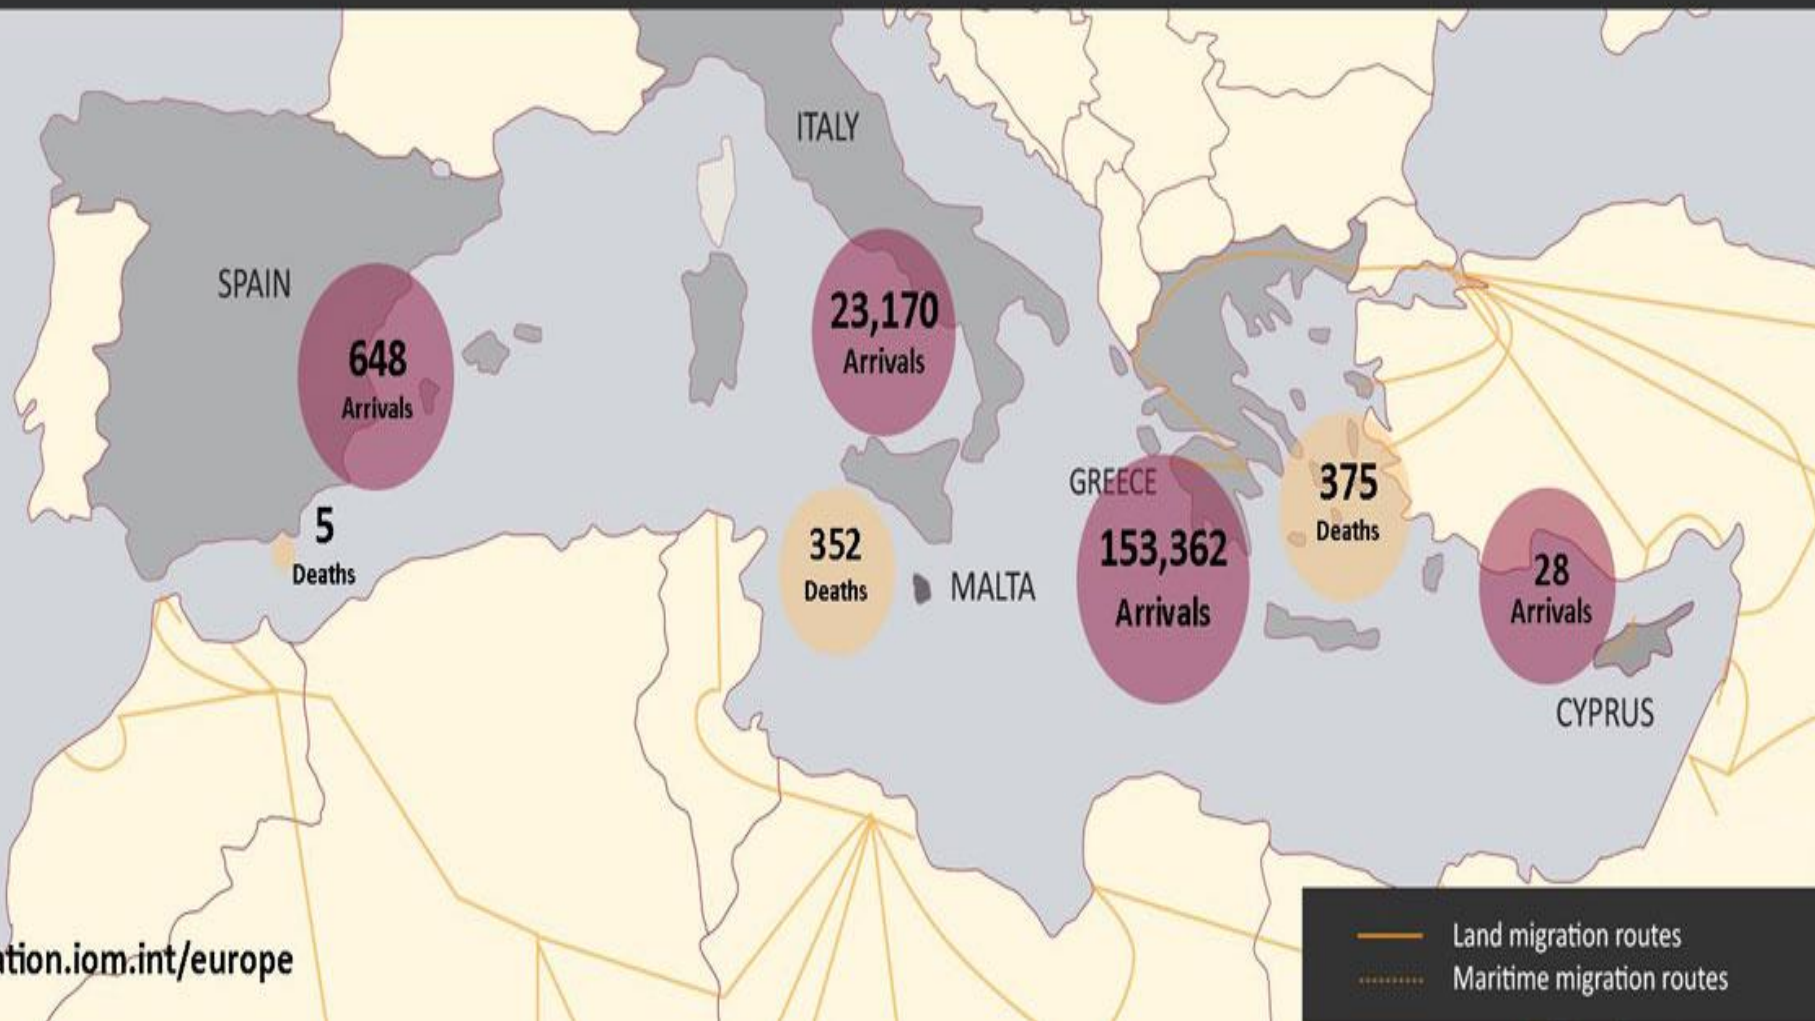 ITALY
SPAIN
23,170
Arrivals
648
Arrivals
GREECE
375
Deaths
5
Deaths
352
Deaths
MALTA
153,362
Arrivals
28
Arrivals
CYPRUS
ation.iom.int/europe
Land migration routes
Maritime migration routes